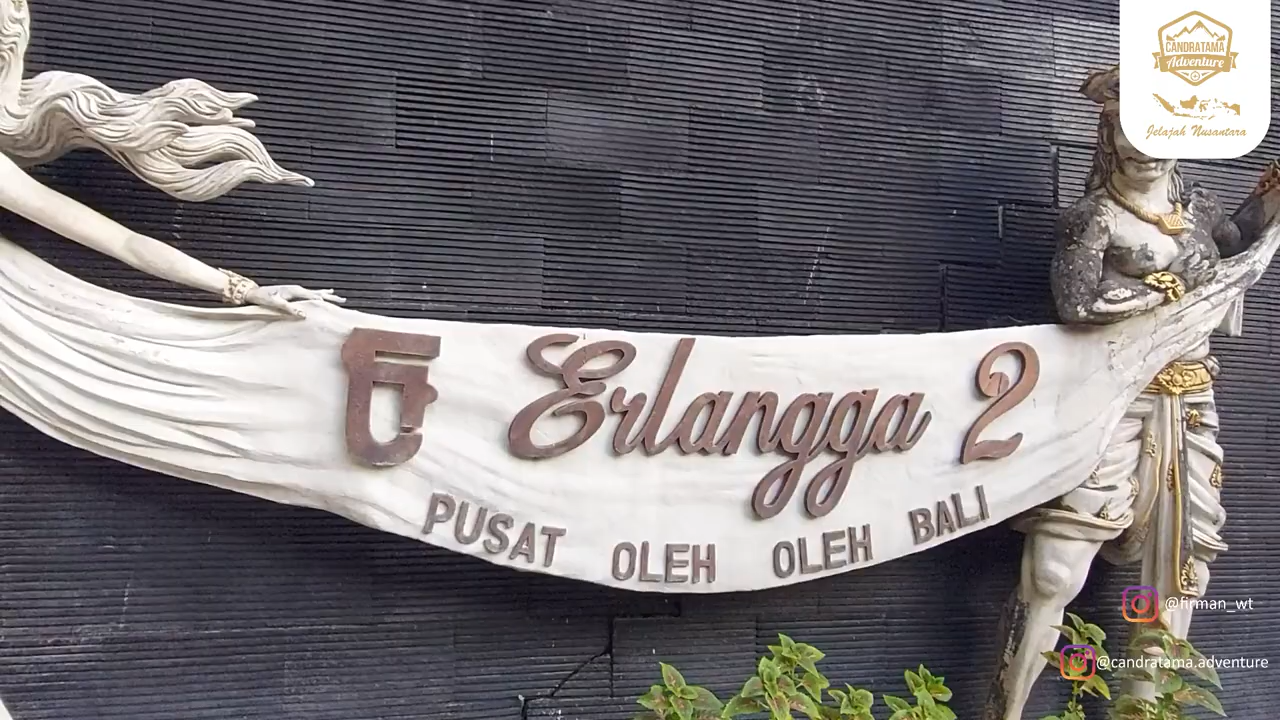 CANDRATAMA
Adventure
Jelajah Nusantara
Erlangga 2
PUSAT OLEH OLEH BALI
@firman_wt
@candratama.adventure